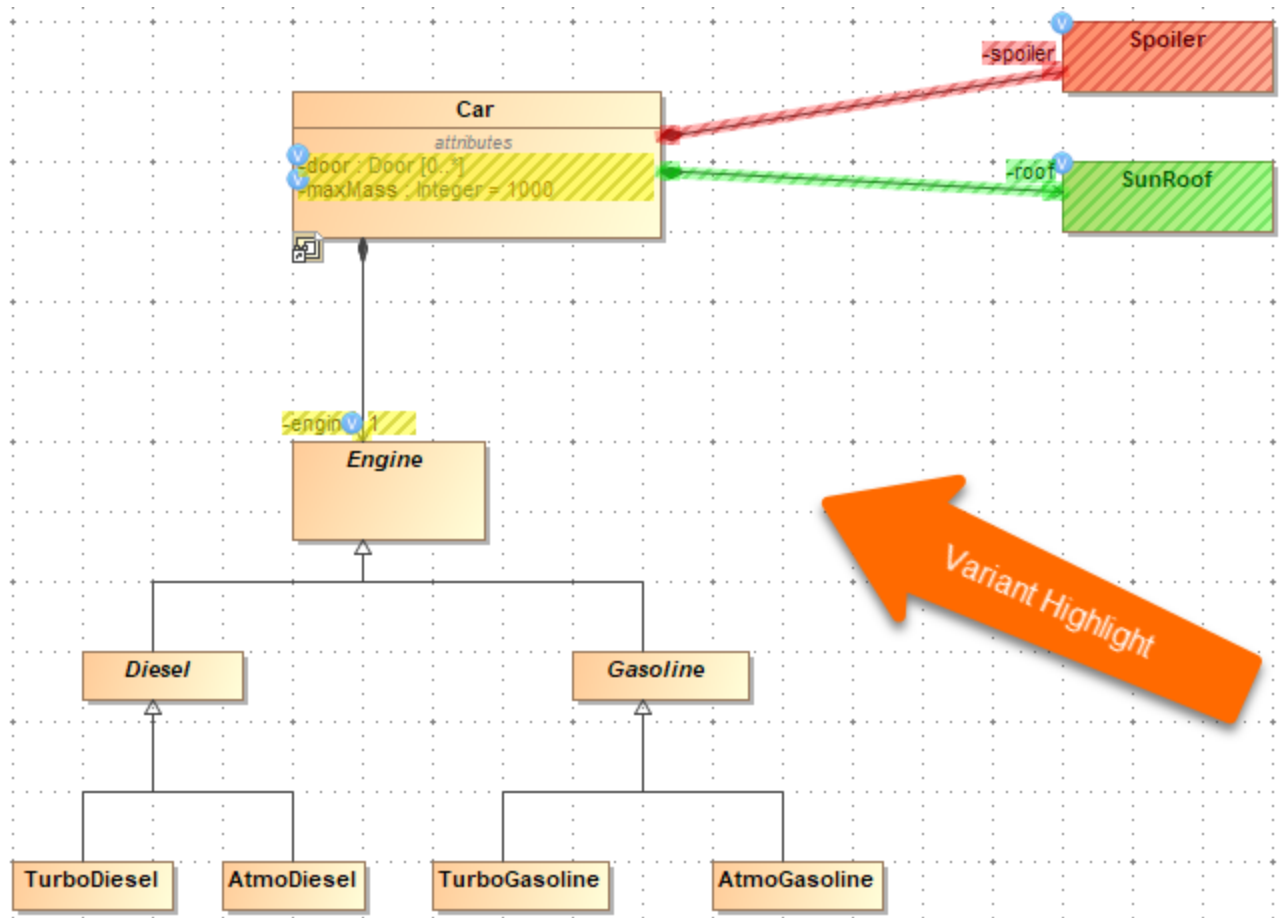 Spoiler
-spoiler
Car
attributes
-door : Door [0..*]
-maxMass : Integer = 1000
-roof
SunRoof
-engin
1
Engine
Variant Highlight
Diesel
Gasoline
TurboDiesel
AtmoDiesel
TurboGasoline
AtmoGasoline
V
V
V
V
V